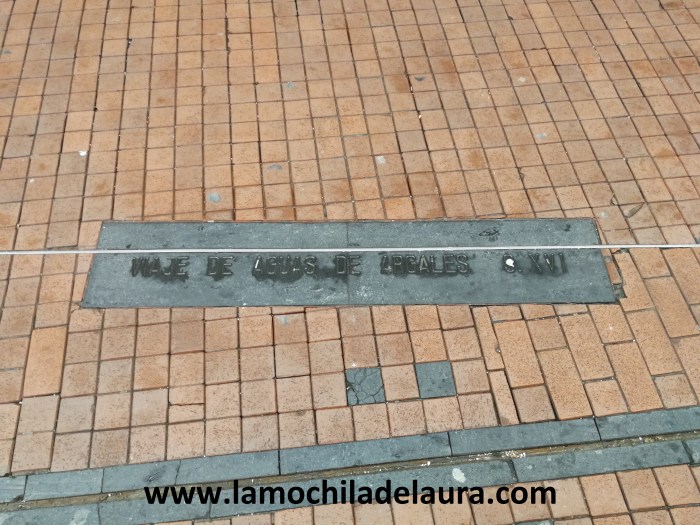 VIAJE DE AGUAS DE ARGALES S. XVI
www.lamochiladelaura.com